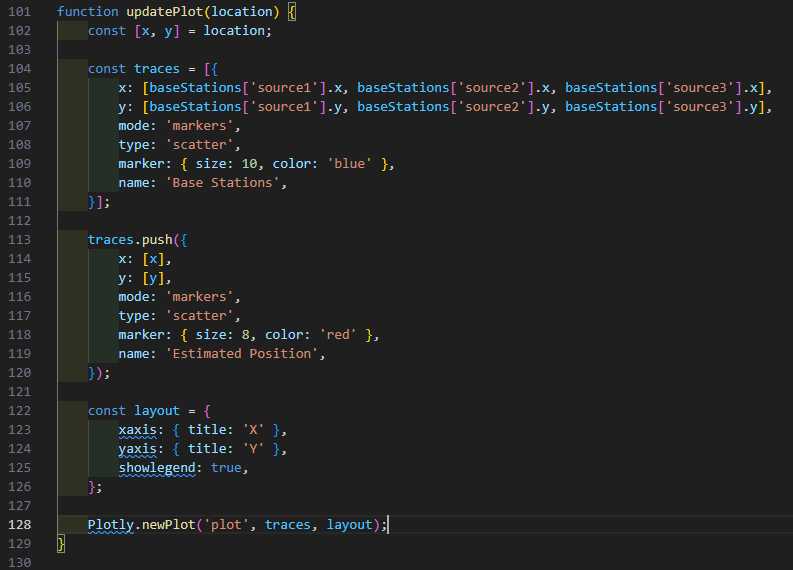 101 function updatePlot(location) {
102     const [x, y] = location;
103
104     const traces = [{
105         x: [baseStations['source1'].x, baseStations['source2'].x, baseStations['source3'].x],
106         y: [baseStations['source1'].y, baseStations['source2'].y, baseStations['source3'].y],
107         mode: 'markers',
108         type: 'scatter',
109         marker: { size: 10, color: 'blue' },
110         name: 'Base Stations',
111     }];
112
113     traces.push({
114         x: [x],
115         y: [y],
116         mode: 'markers',
117         type: 'scatter',
118         marker: { size: 8, color: 'red' },
119         name: 'Estimated Position',
120     });
121
122     const layout = {
123         xaxis: { title: 'X' },
124         yaxis: { title: 'Y' },
125         showlegend: true,
126     };
127
128     Plotly.newPlot('plot', traces, layout);
129 }
130